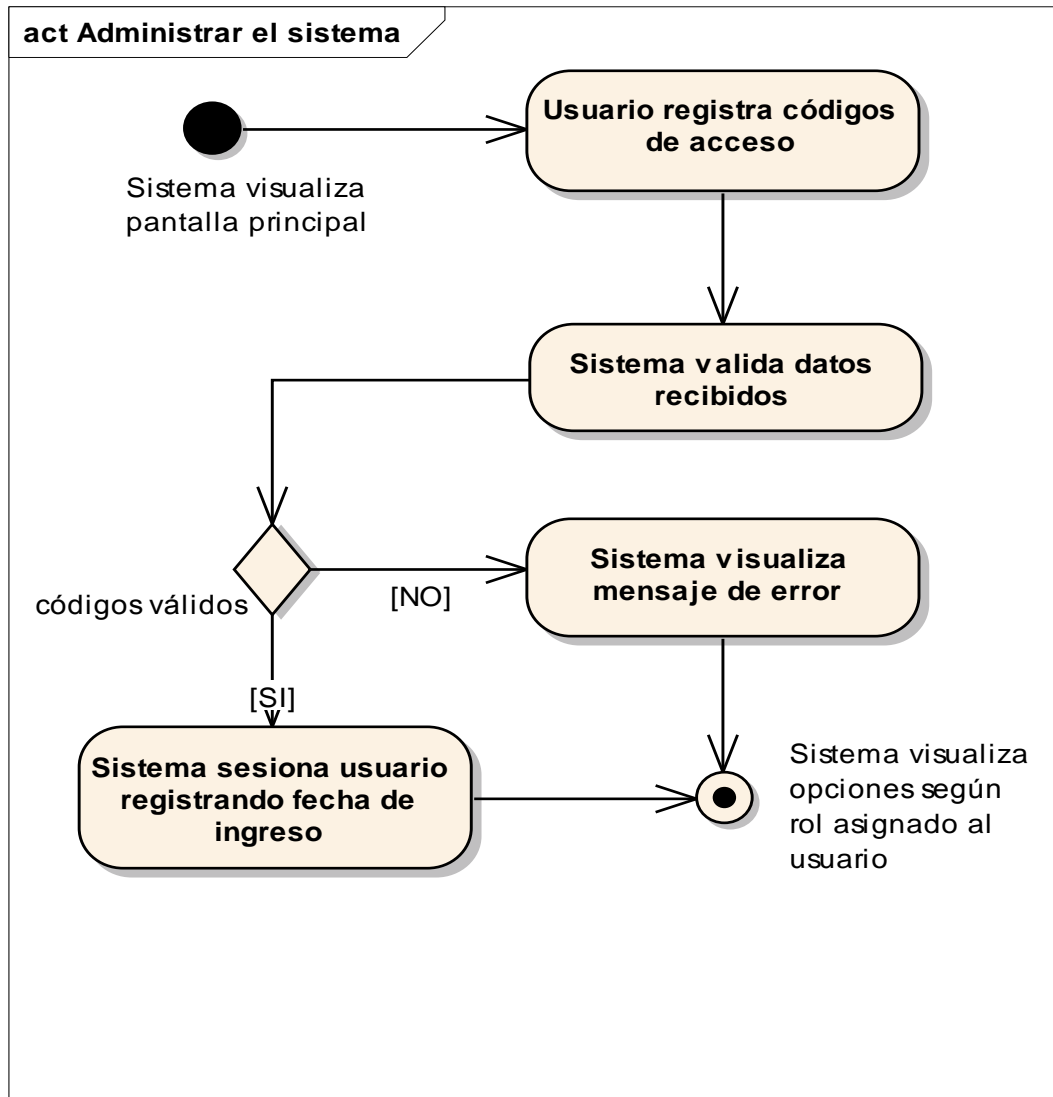 act Administrar el sistema
Usuario registra códigos
de acceso
Sistema visualiza
pantalla principal
Sistema valida datos
recibidos
códigos válidos
[NO]
Sistema visualiza
mensaje de error
[SI]
Sistema sesiona usuario
registrando fecha de
ingreso
Sistema visualiza
opciones según
rol asignado al
usuario